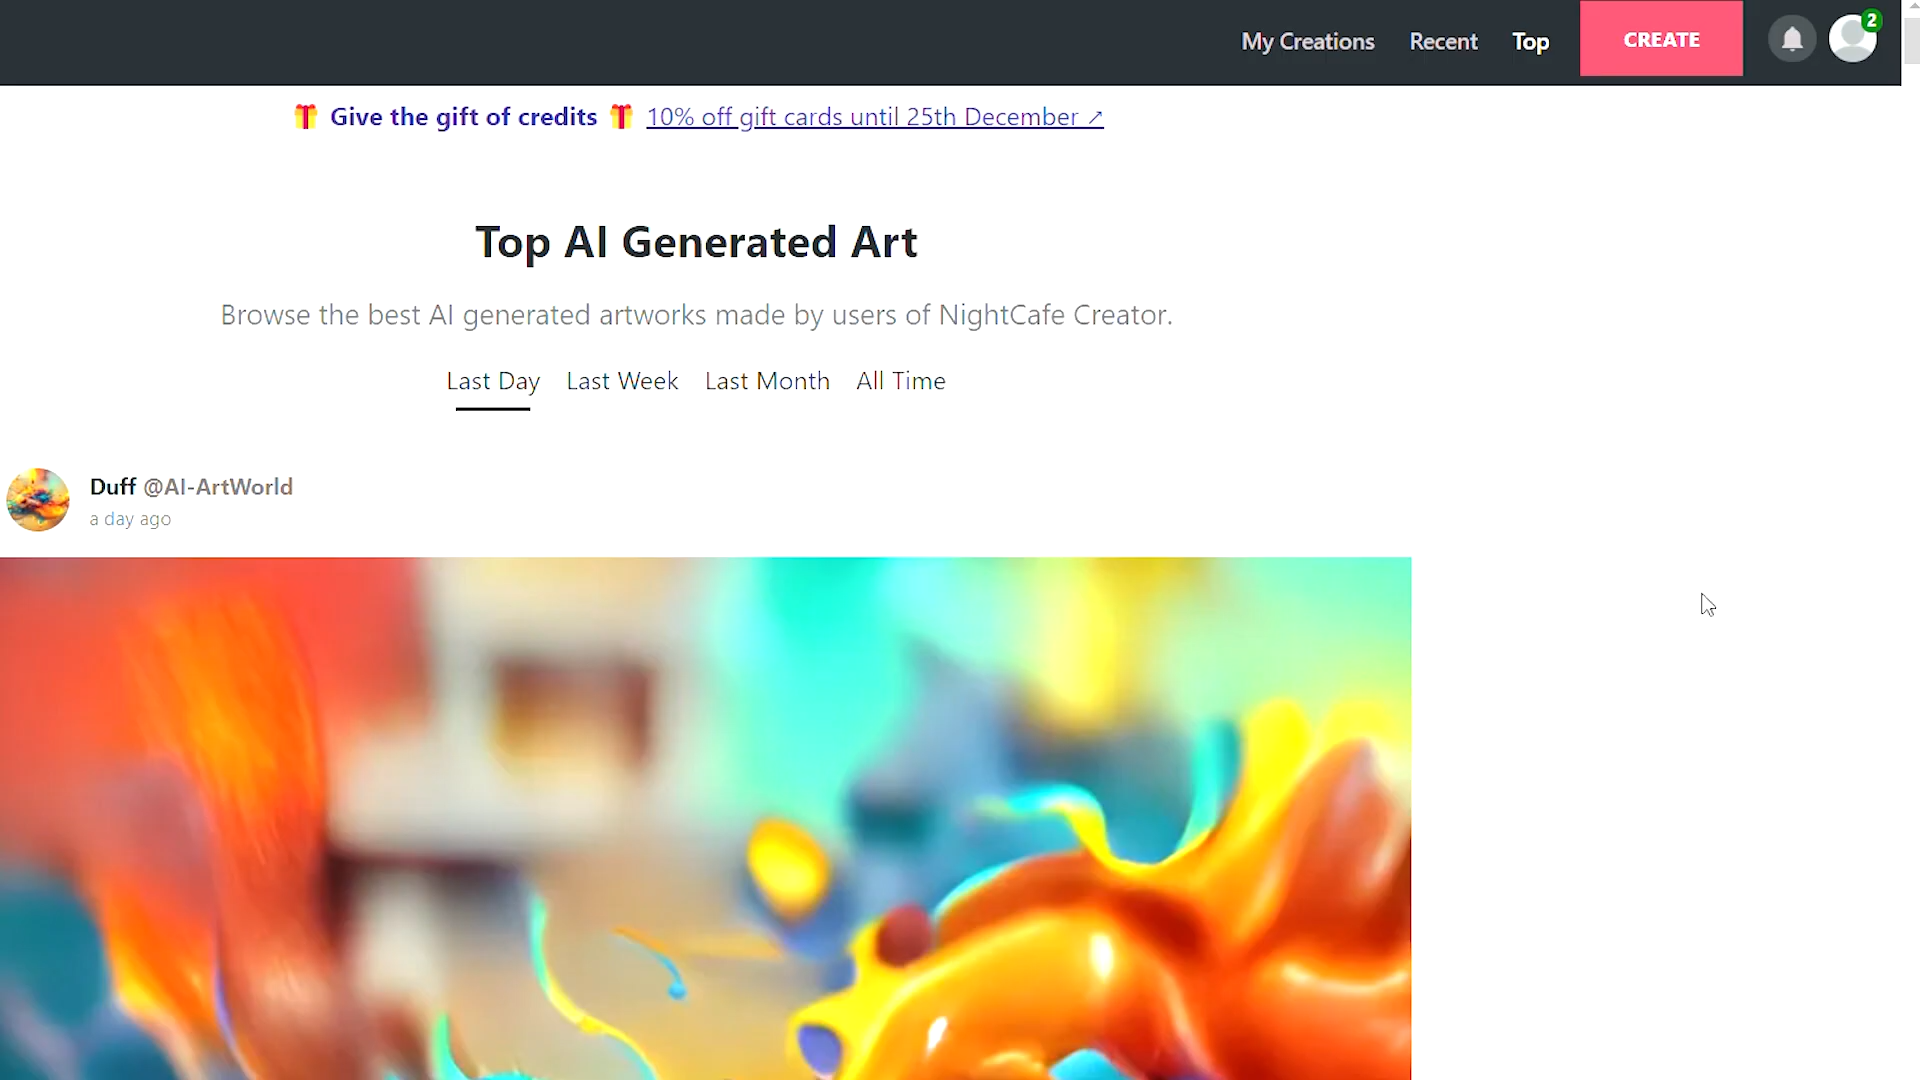 My Creations Recent Top CREATE 2
Give the gift of credits 10% off gift cards until 25th December ↗
Top AI Generated Art
Browse the best AI generated artworks made by users of NightCafe Creator.
Last Day Last Week Last Month All Time
Duff @AI-ArtWorld
a day ago